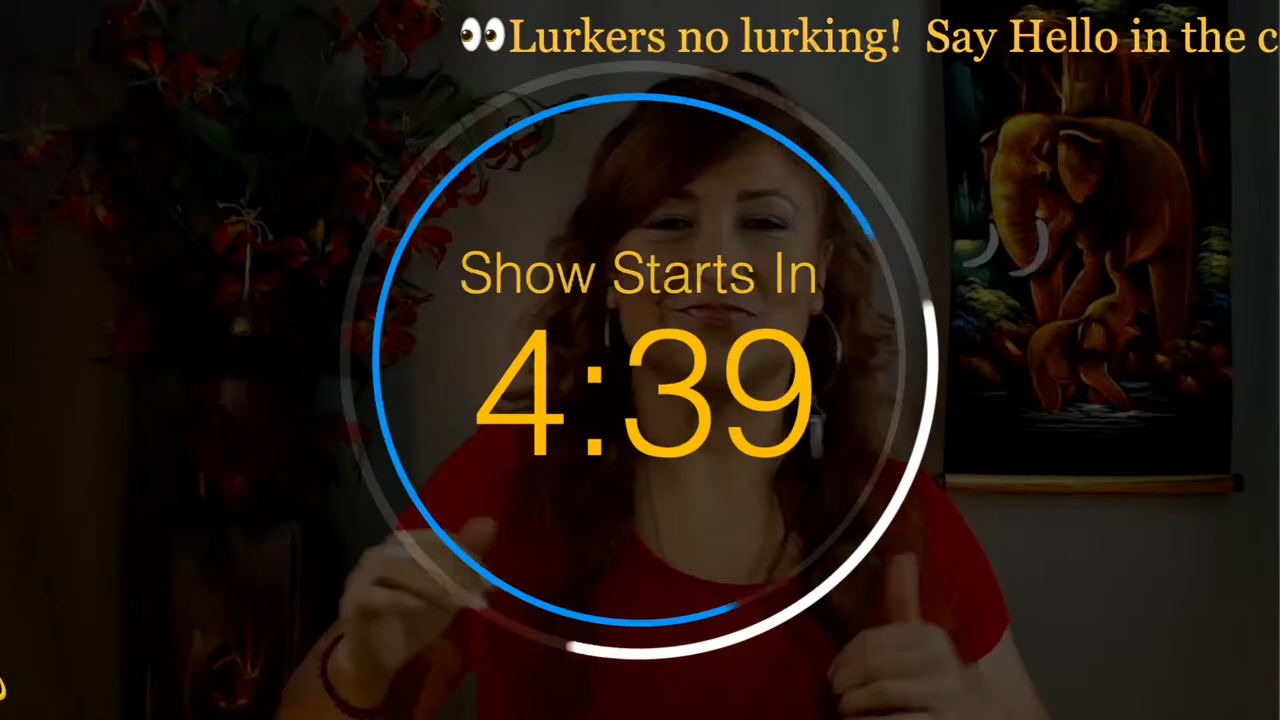 👀Lurkers no lurking! Say Hello in the c
Show Starts In
4:39